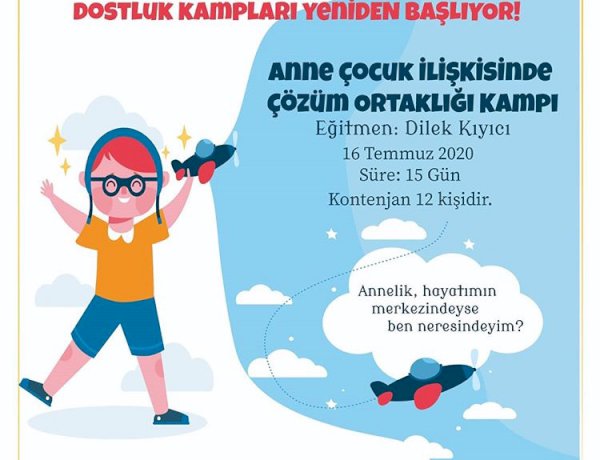 DOSTLUK KAMPLARI YENİDEN BAŞLIYOR!
ANNE ÇOCUK İLİŞKİSİNDE
ÇÖZÜM ORTAKLIĞI KAMPI
Eğitmen: Dilek Kıyıcı
16 Temmuz 2020
Süre: 15 Gün
Kontenjan 12 kişidir.
Annelik, hayatımın
merkezindeyse
ben neresindeyim?